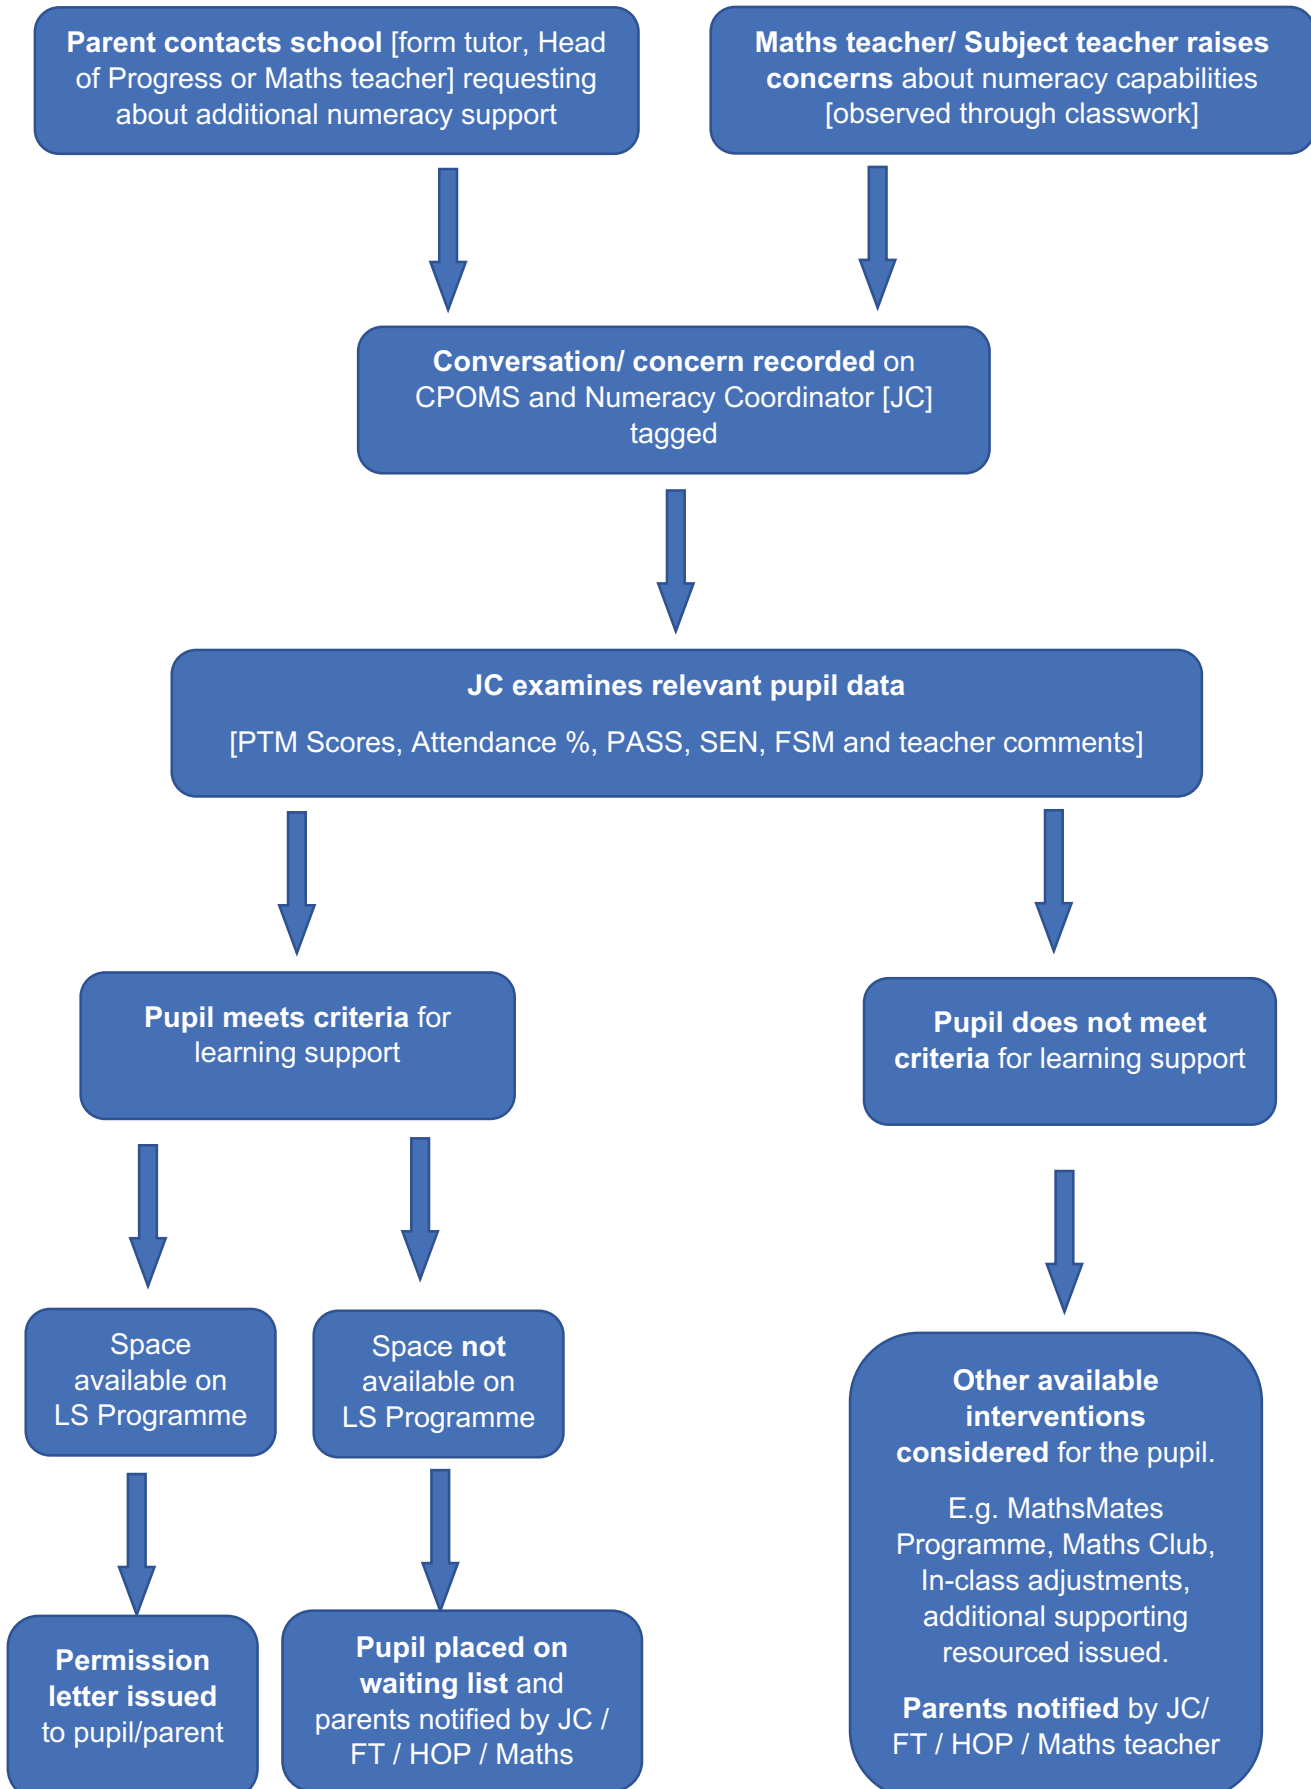 Parent contacts school [form tutor, Head
of Progress or Maths teacher] requesting
about additional numeracy support
Maths teacher/ Subject teacher raises
concerns about numeracy capabilities
[observed through classwork]
Conversation/ concern recorded on
CPOMS and Numeracy Coordinator [JC]
tagged
JC examines relevant pupil data
[PTM Scores, Attendance %, PASS, SEN, FSM and teacher comments]
Pupil meets criteria for
learning support
Pupil does not meet
criteria for learning support
Space
available on
LS Programme
Space not
available on
LS Programme
Other available
interventions
considered for the pupil.
E.g. MathsMates
Programme, Maths Club,
In-class adjustments,
additional supporting
resourced issued.
Parents notified by JC/
FT / HOP / Maths teacher
Permission
letter issued
to pupil/parent
Pupil placed on
waiting list and
parents notified by JC /
FT / HOP / Maths